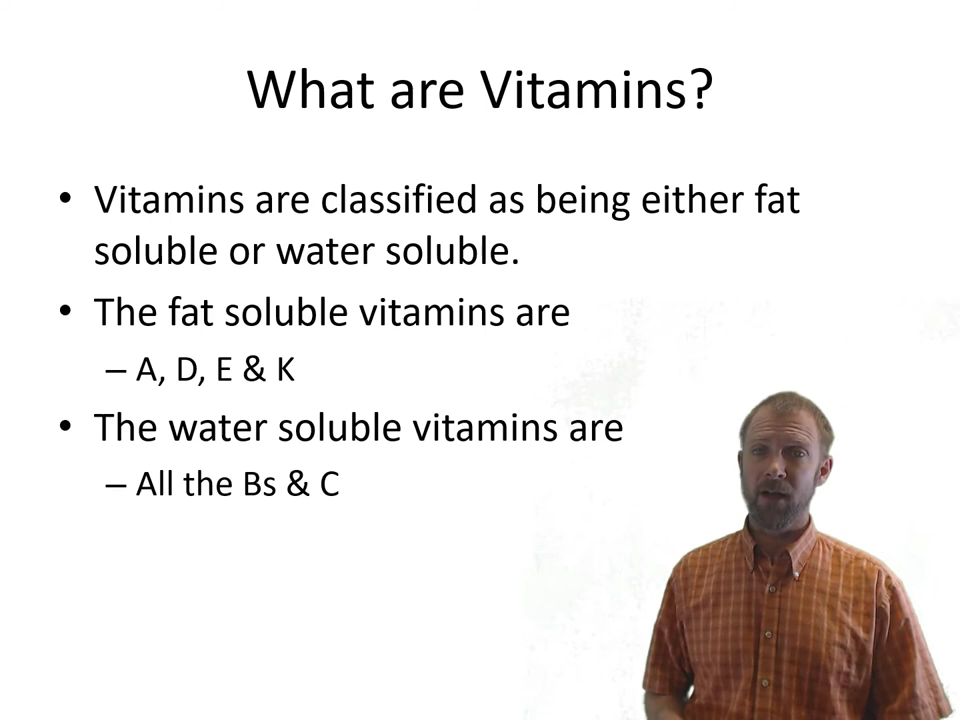 What are Vitamins?
• Vitamins are classified as being either fat
soluble or water soluble.
• The fat soluble vitamins are
– A, D, E & K
• The water soluble vitamins are
– All the Bs & C